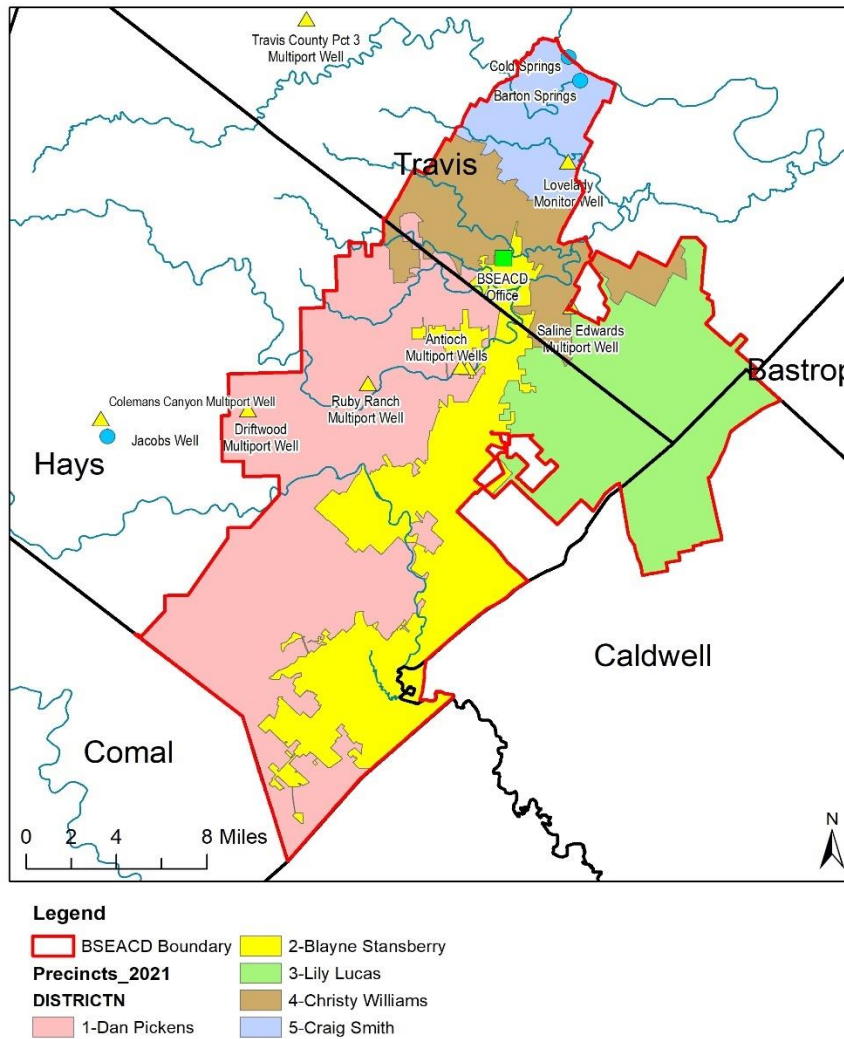 Travis County Pct 3
Multiport Well
Cold Springs
Barton Springs
Travis
Lovelady
Monitor Well
BSEACD
Office
Antioch
Multiport Wells
Saline Edwards
Multiport Well
Bastrop
Colemans Canyon Multiport Well
Ruby Ranch
Multiport Well
Driftwood
Multiport Well
Jacobs Well
Hays
Caldwell
Comal
0 2 4 8 Miles
N
Legend
BSEACD Boundary
Precincts_2021
DISTRICTN
1-Dan Pickens
2-Blayne Stansberry
3-Lily Lucas
4-Christy Williams
5-Craig Smith